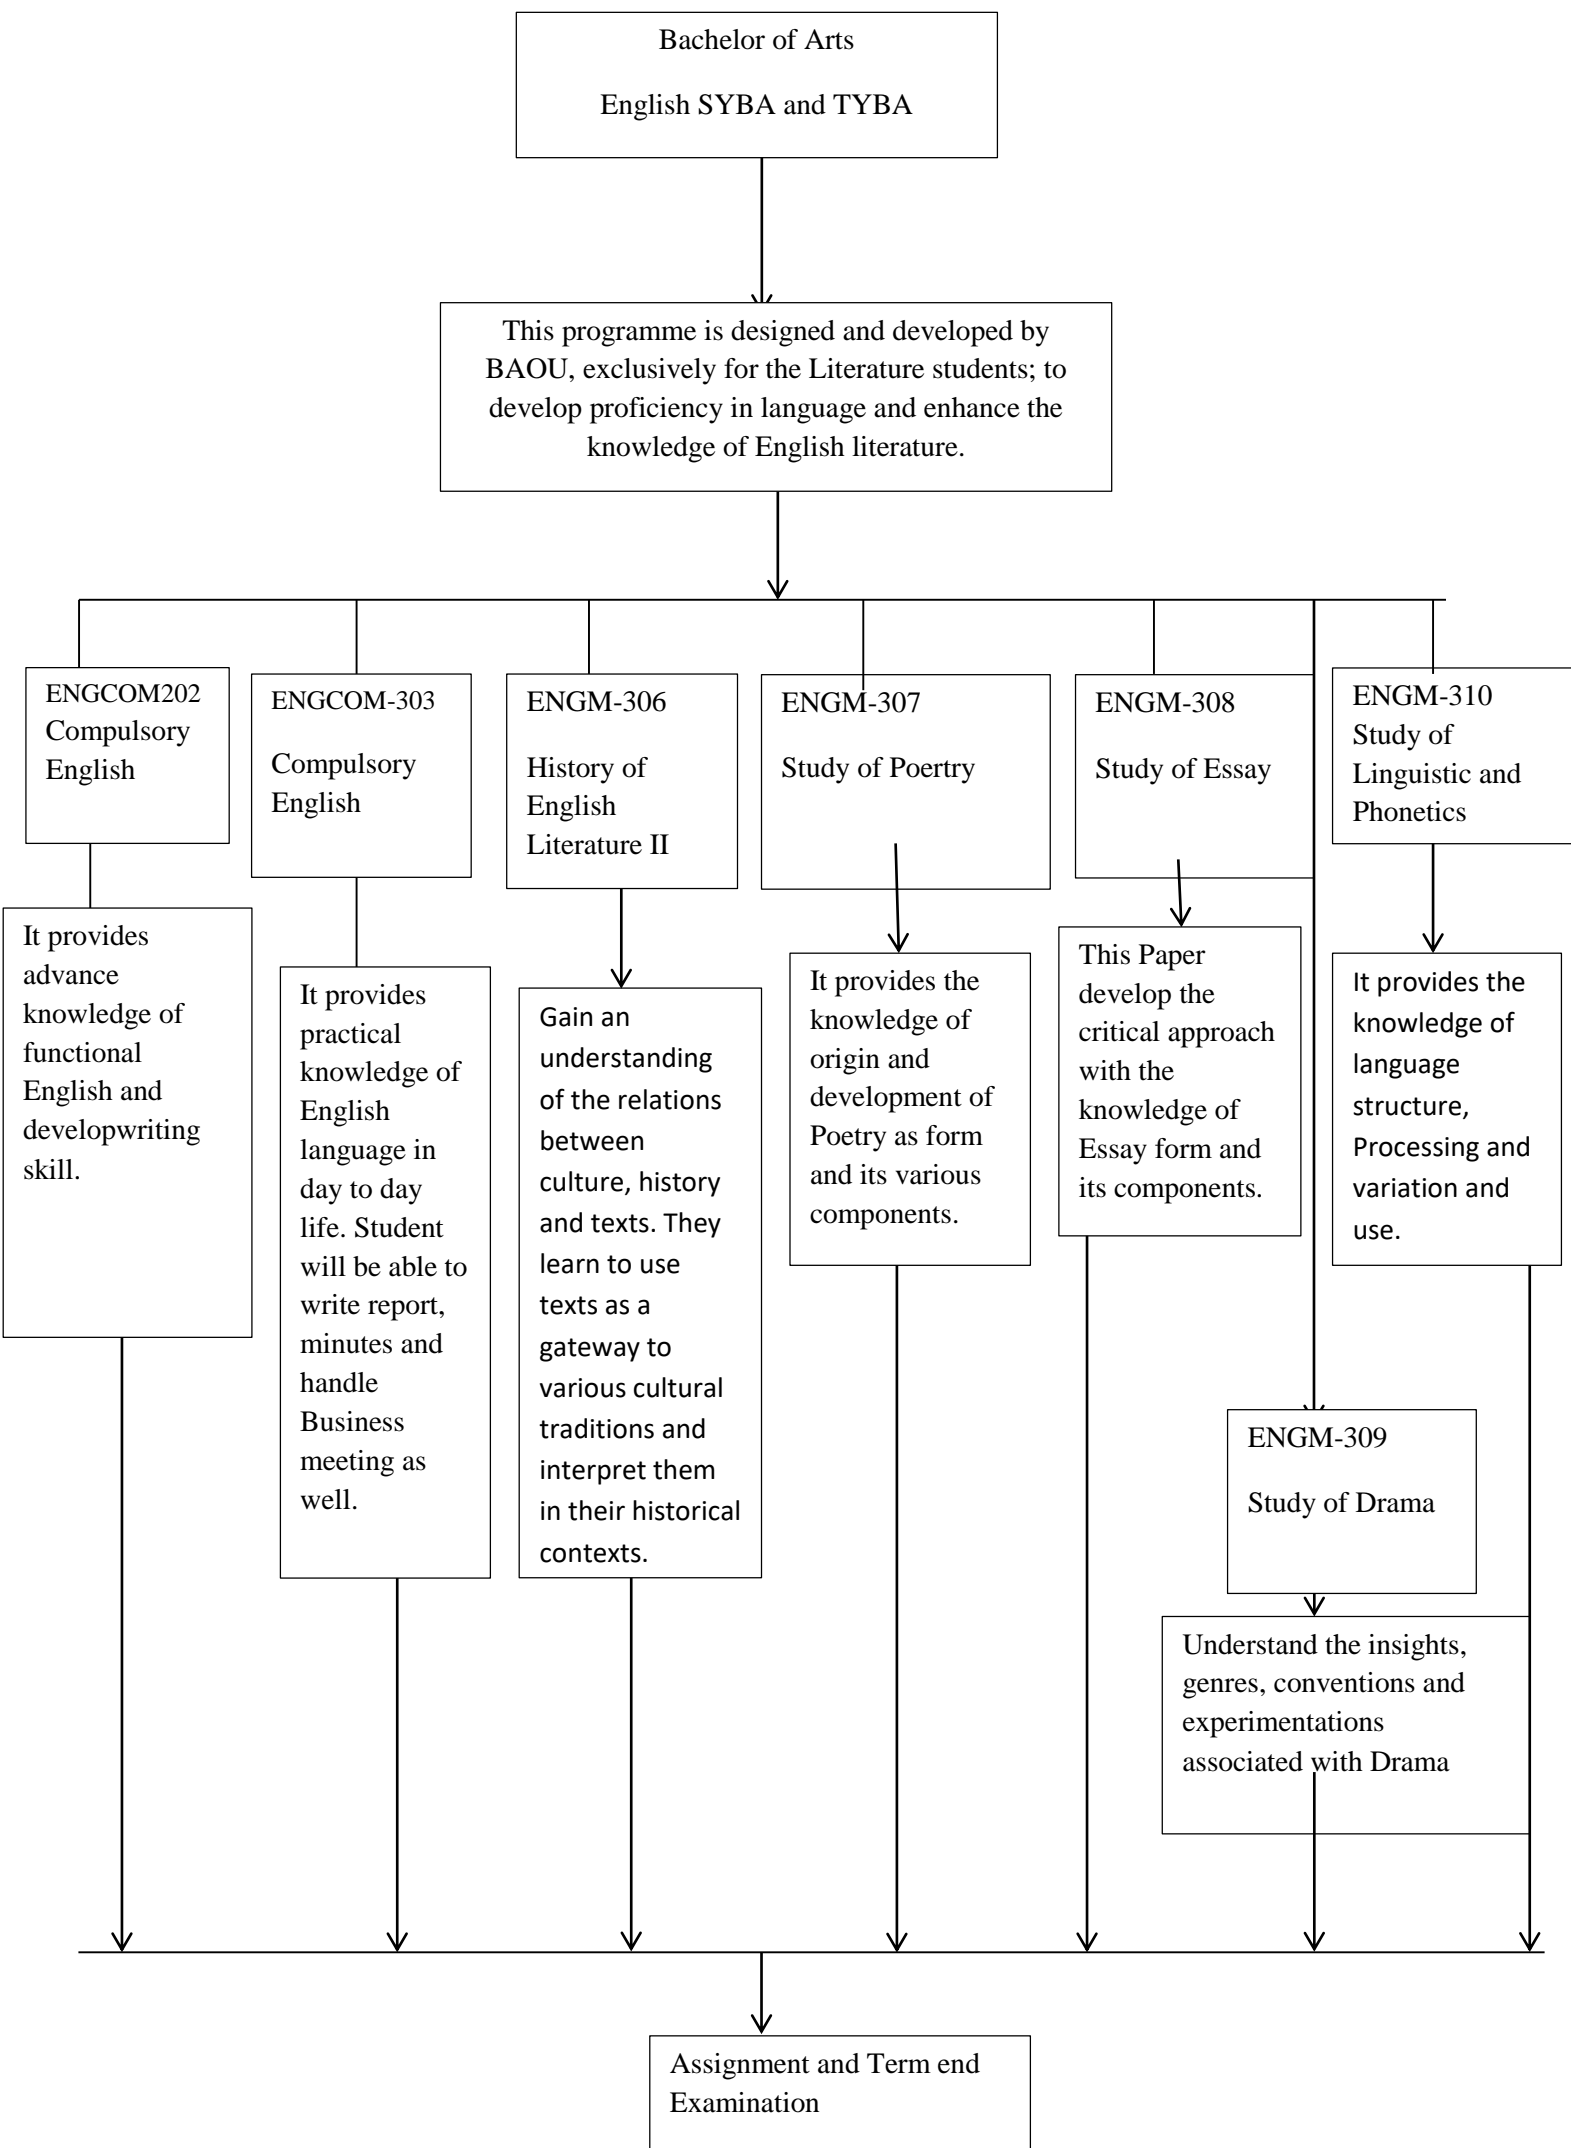 Bachelor of Arts
English SYBA and TYBA
This programme is designed and developed by
BAOU, exclusively for the Literature students; to
develop proficiency in language and enhance the
knowledge of English literature.
ENGCOM202
Compulsory
English
ENGCOM-303
Compulsory
English
ENGM-306
History of
English
Literature II
ENGM-307
Study of Poertry
ENGM-308
Study of Essay
ENGM-310
Study of
Linguistic and
Phonetics
It provides
advance
knowledge of
functional
English and
developwriting
skill.
It provides
practical
knowledge of
English
language in
day to day
life. Student
will be able to
write report,
minutes and
handle
Business
meeting as
well.
Gain an
understanding
of the relations
between
culture, history
and texts. They
learn to use
texts as a
gateway to
various cultural
traditions and
interpret them
in their historical
contexts.
It provides the
knowledge of
origin and
development of
Poetry as form
and its various
components.
This Paper
develop the
critical approach
with the
knowledge of
Essay form and
its components.
It provides the
knowledge of
language
structure,
Processing and
variation and
use.
ENGM-309
Study of Drama
Understand the insights,
genres, conventions and
experimentations
associated with Drama
Assignment and Term end
Examination